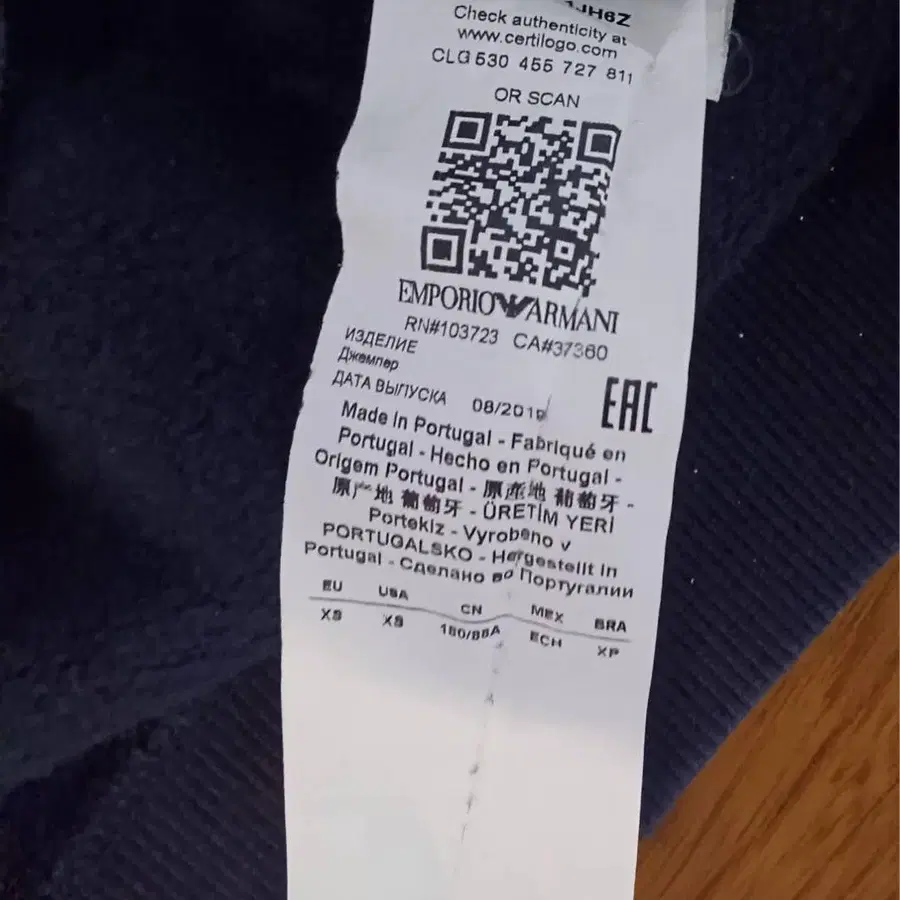 1JH6Z
Check authenticity at
www.certilogo.com
CLG 530 455 727 811
OR SCAN
EMPORIO ARMANI
RN#103723 CA#37360
ИЗДЕЛИЕ
Джемпер
ДАТА ВЫПУСКА 08/2019
EAC
Made in Portugal - Fabriqué en
Portugal - Hecho en Portugal -
Origem Portugal - 原產地 葡萄牙 -
原产地 葡萄牙 - ÜRETİM YERİ
Portekiz - Vyrobeno v
PORTUGALSKO - Hergestellt in
Portugal - Сделано во Португалии
EU USA CN MEX BRA
XS XS 160/88A ECH XP